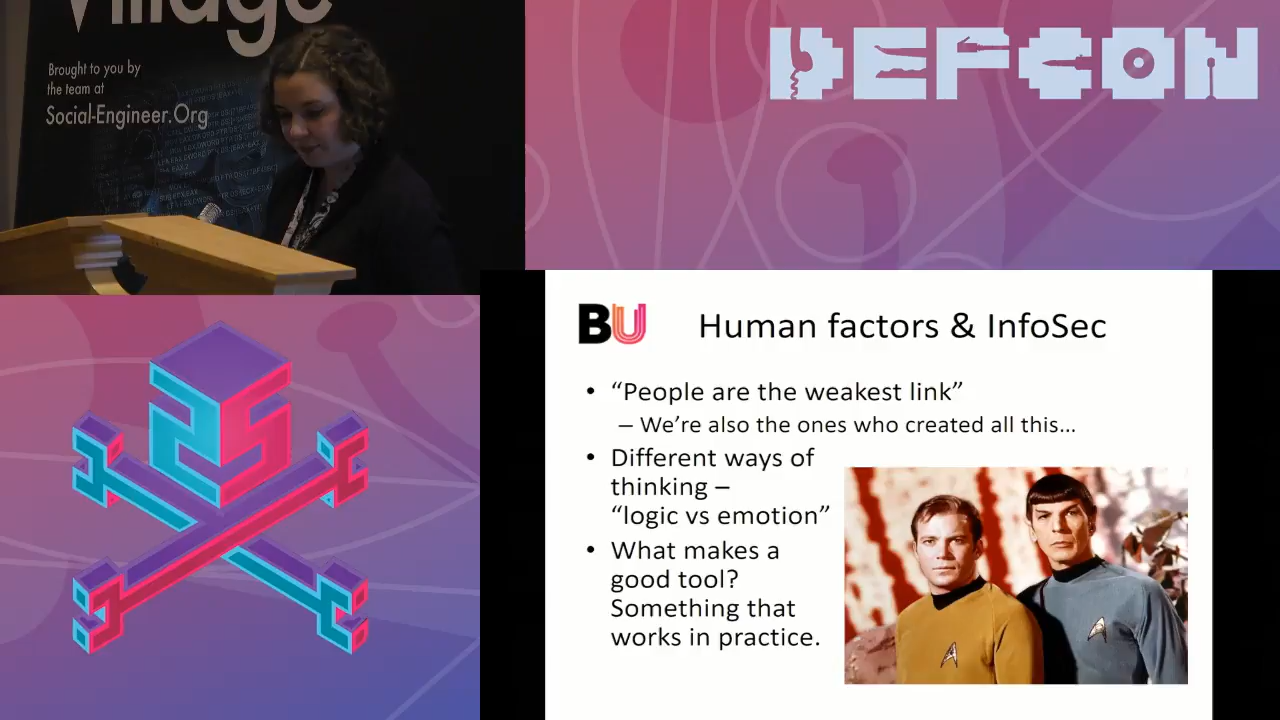 Village
Brought to you by
the team at
Social-Engineer.Org
DEFCON
BU
Human factors & InfoSec
• “People are the weakest link”
– We’re also the ones who created all this...
• Different ways of
thinking –
“logic vs emotion”
• What makes a
good tool?
Something that
works in practice.